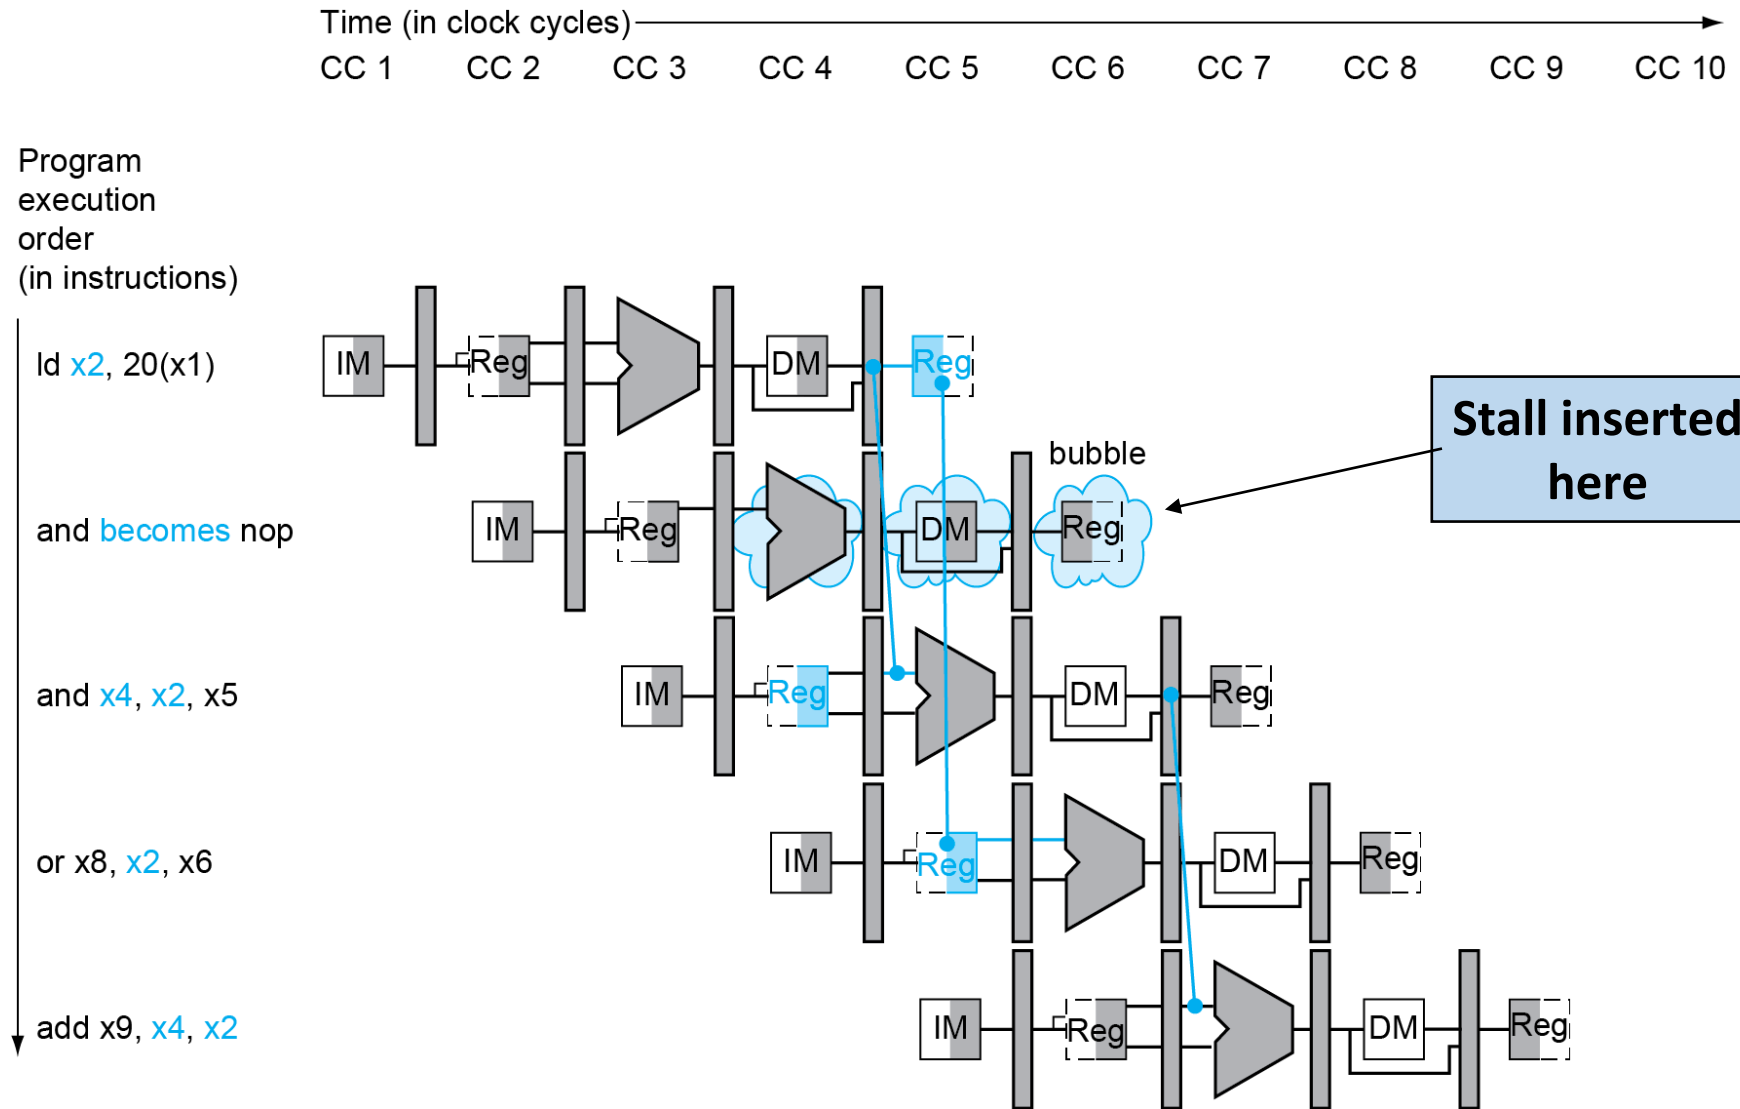 Time (in clock cycles)
CC 1 CC 2 CC 3 CC 4 CC 5 CC 6 CC 7 CC 8 CC 9 CC 10
Program
execution
order
(in instructions)
ld x2, 20(x1)
IM Reg DM Reg
Stall inserted
here
bubble
and becomes nop
IM Reg DM Reg
and x4, x2, x5
IM Reg DM Reg
or x8, x2, x6
IM Reg DM Reg
add x9, x4, x2
IM Reg DM Reg